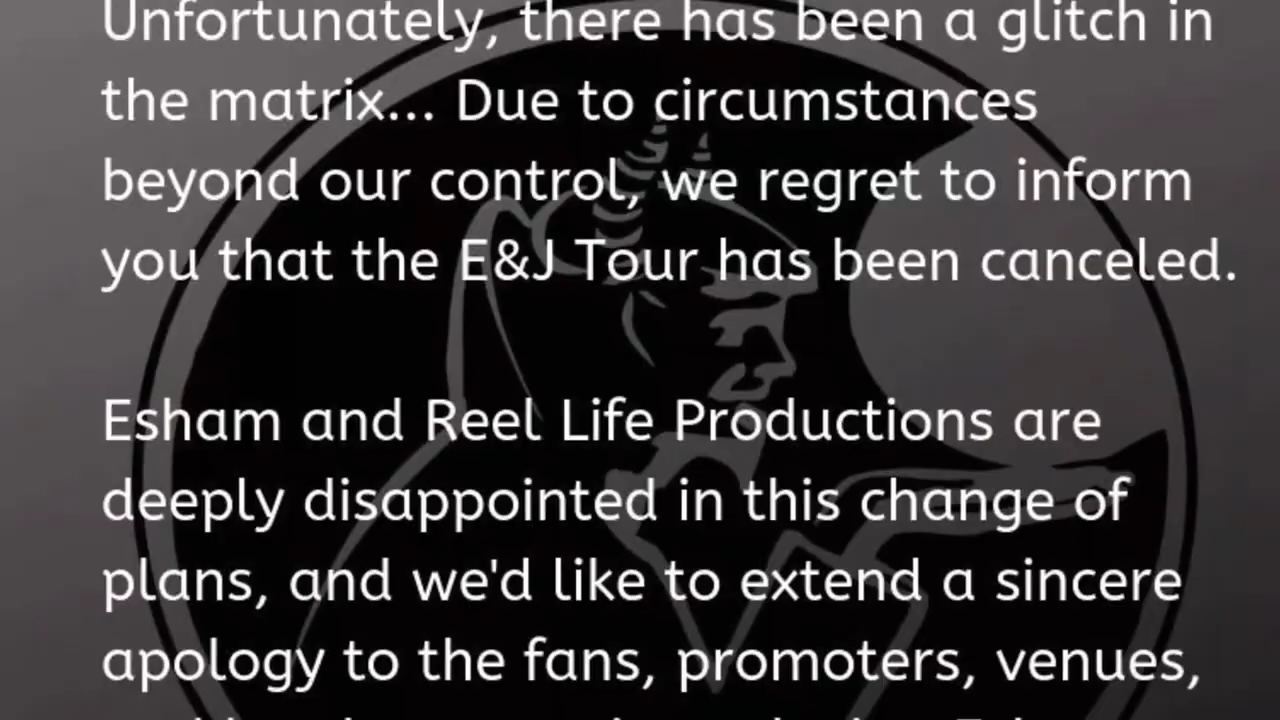 Unfortunately, there has been a glitch in
the matrix... Due to circumstances
beyond our control, we regret to inform
you that the E&J Tour has been canceled.
Esham and Reel Life Productions are
deeply disappointed in this change of
plans, and we'd like to extend a sincere
apology to the fans, promoters, venues,